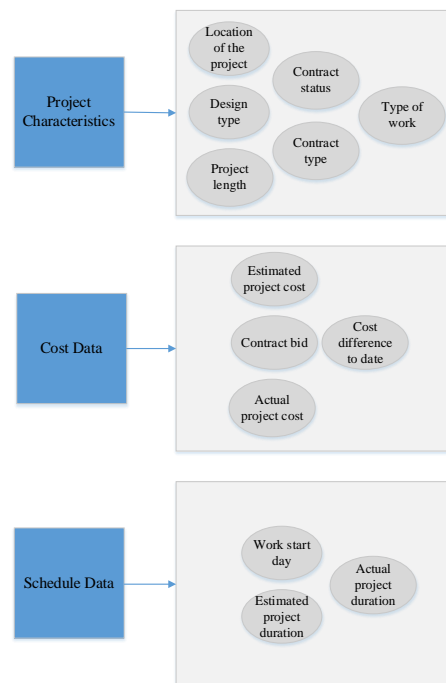 Project
Characteristics
Location
of the
project
Contract
status
Design
type
Type of
work
Contract
type
Project
length
Cost Data
Estimated
project cost
Contract bid
Cost
difference
to date
Actual
project cost
Schedule Data
Work start
day
Actual
project
duration
Estimated
project
duration